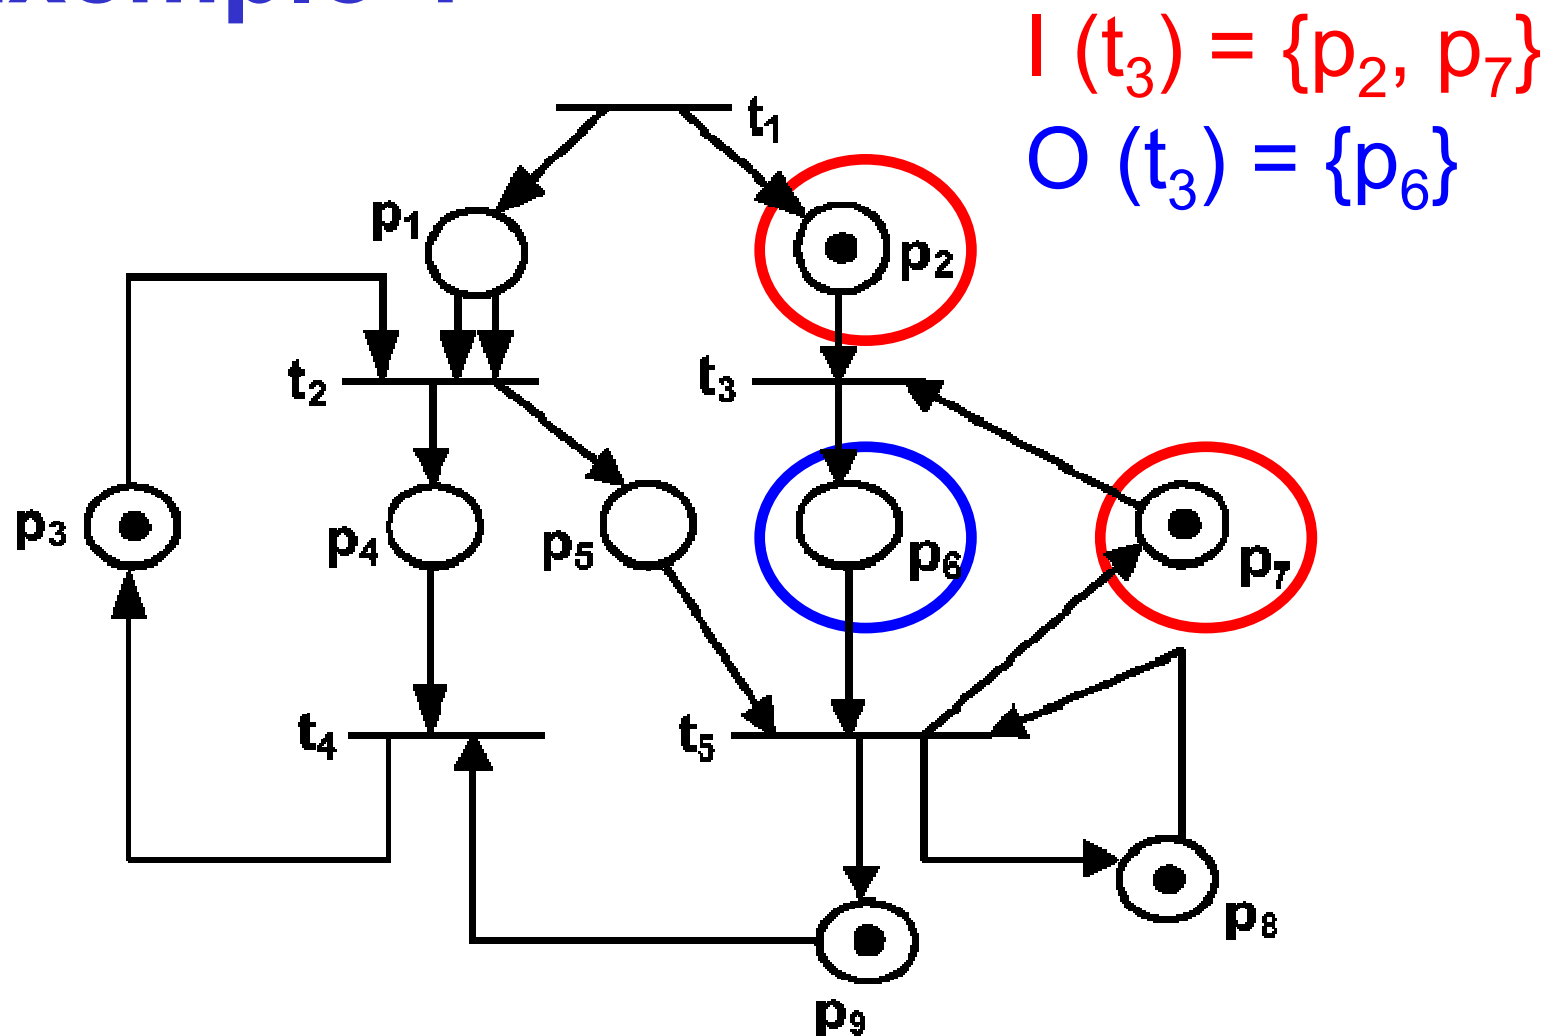 I (t₃) = {p₂, p₇}
O (t₃) = {p₆}
t₁
p₁
p₂
t₂
t₃
p₃
p₄
p₅
p₆
p₇
t₄
t₅
p₈
p₉